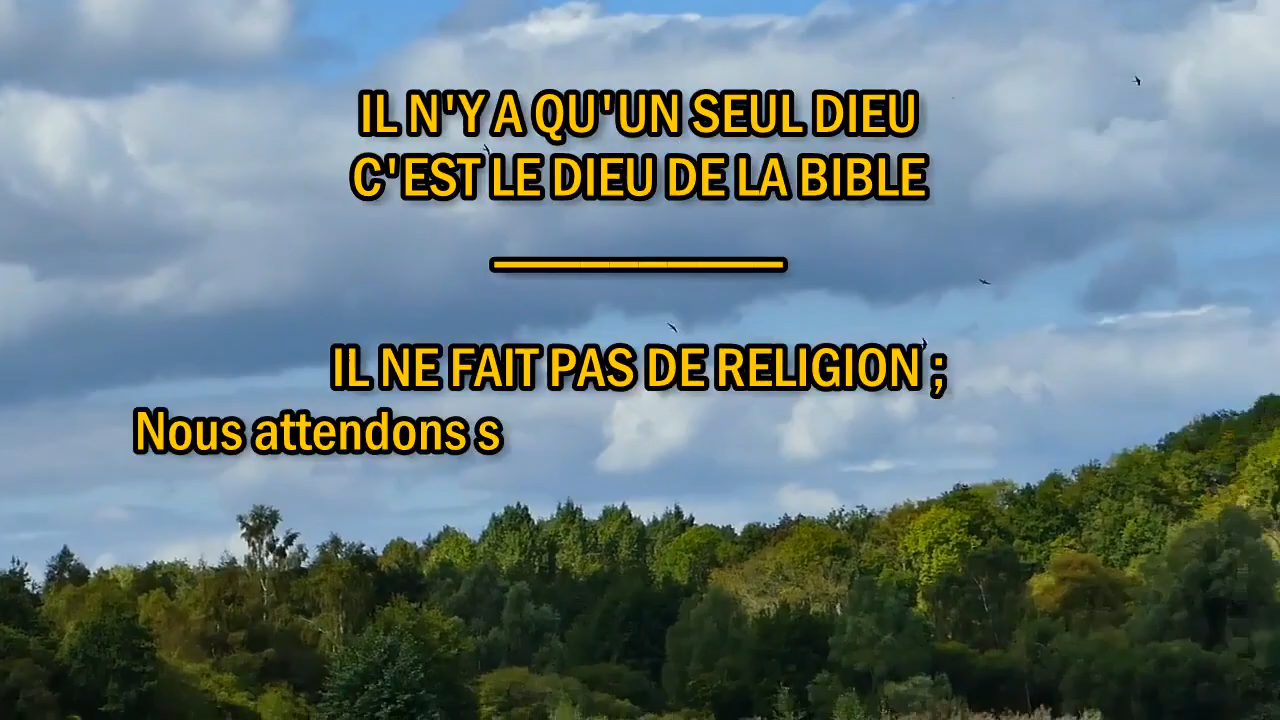 IL N'Y A QU'UN SEUL DIEU
C'EST LE DIEU DE LA BIBLE
IL NE FAIT PAS DE RELIGION ;
Nous attendons s